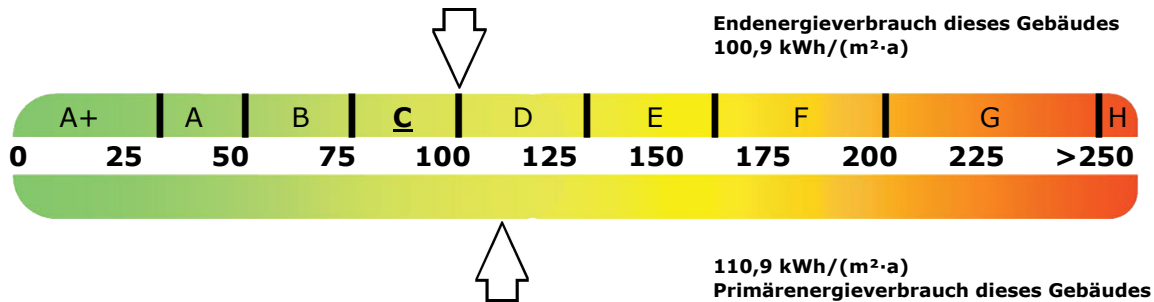 Endenergieverbrauch dieses Gebäudes
100,9 kWh/(m²·a)
A+ A B C D E F G H
0 25 50 75 100 125 150 175 200 225 >250
110,9 kWh/(m²·a)
Primärenergieverbrauch dieses Gebäudes